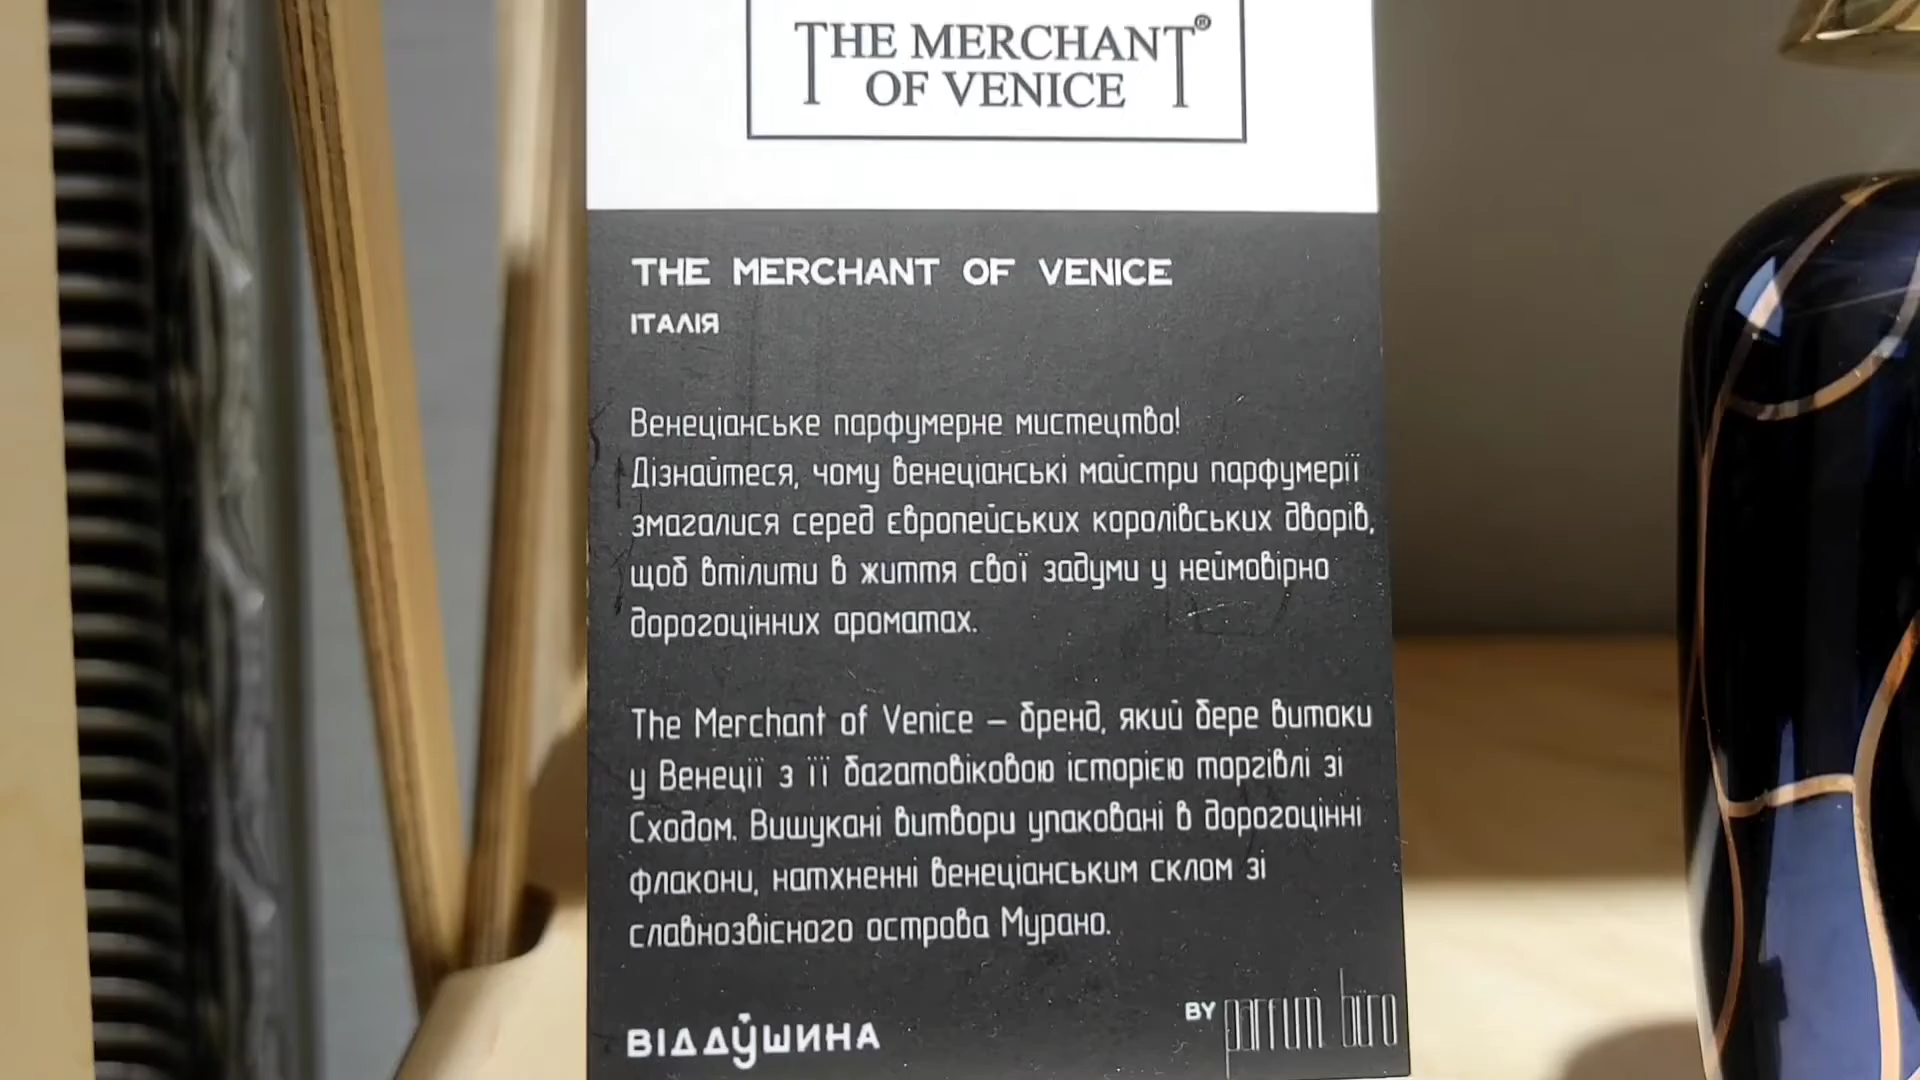 THE MERCHANT®
OF VENICE
THE MERCHANT OF VENICE
ІТАЛІЯ
Венеціанське парфумерне мистецтво!
Дізнайтеся, чому венеціанські майстри парфумерії
змагалися серед європейських королівських дворів,
щоб втілити в життя свої задуми у неймовірно
дорогоцінних ароматах.
The Merchant of Venice – бренд, який бере витоки
у Венеції з її багатовіковою історією торгівлі зі
Сходом. Вишукані витвори упаковані в дорогоцінні
флакони, натхненні венеціанським склом зі
славнозвісного острова Мурано.
ВІДДУШИНА
BY parfum büro